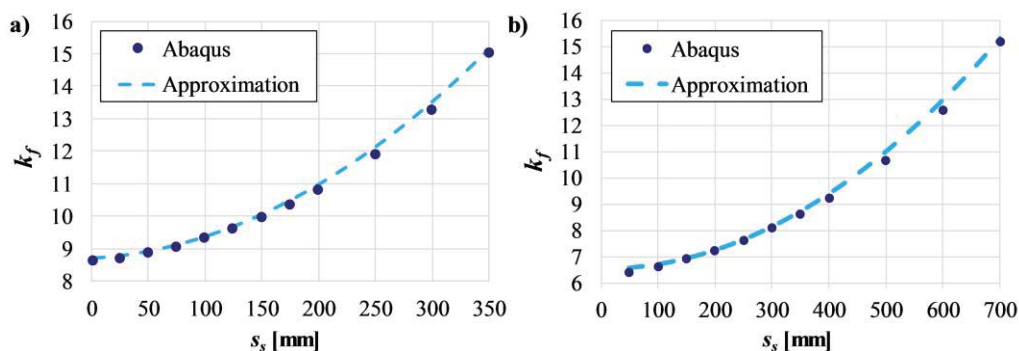 a)
16
15
14
13
12
11
10
9
8
k_f
Abaqus
Approximation
0 50 100 150 200 250 300 350
s_s [mm]
b)
16
15
14
13
12
11
10
9
8
7
6
k_f
Abaqus
Approximation
0 100 200 300 400 500 600 700
s_s [mm]